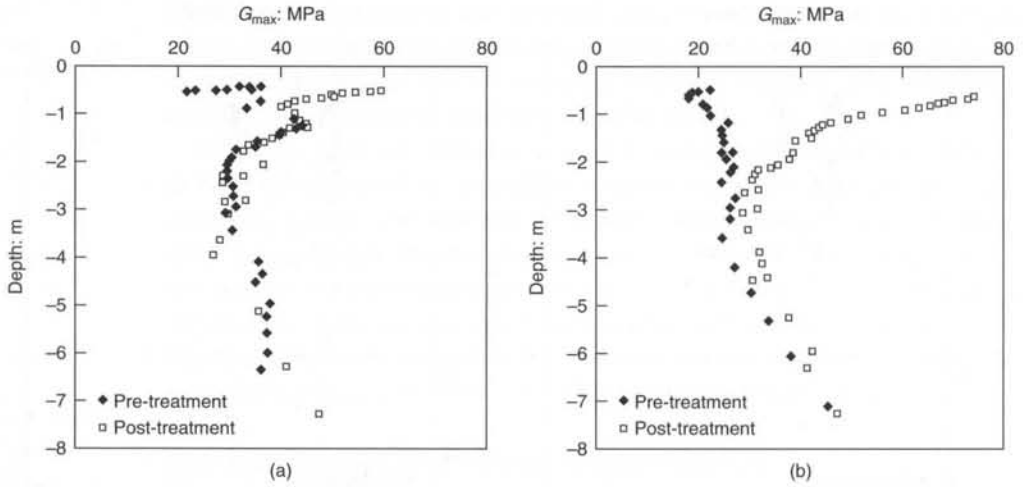 G max: MPa
0 20 40 60 80
0
–1
–2
–3
–4
–5
–6
–7
–8
Depth: m
Pre-treatment
Post-treatment
(a)
G max: MPa
0 20 40 60 80
0
–1
–2
–3
–4
–5
–6
–7
–8
Depth: m
Pre-treatment
Post-treatment
(b)